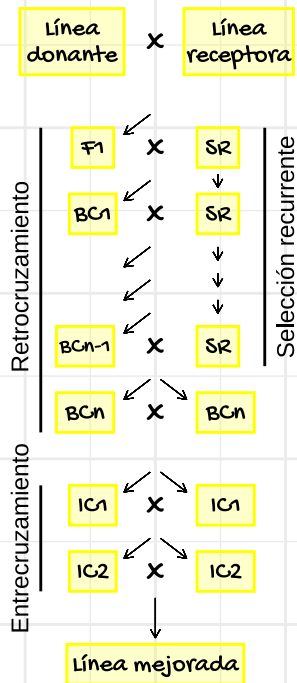 Línea donante
×
Línea receptora
F1 × SR
BC1 × SR
BCn-1 × SR
BCn × BCn
IC1 × IC1
IC2 × IC2
Línea mejorada
Retrocruzamiento
Selección recurrente
Entrecruzamiento